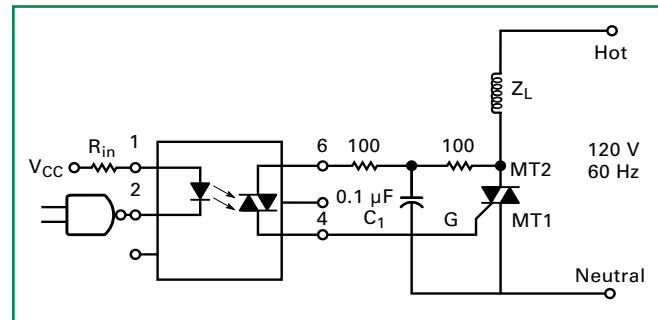 Hot
Z_L
R_in
1
6
100
100
V_CC
MT2
120 V
60 Hz
2
0.1 µF
C_1
4
G
MT1
Neutral